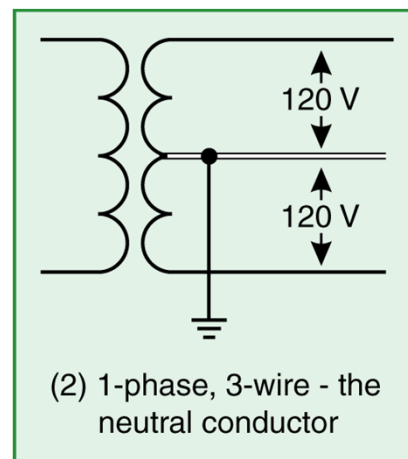 120 V
120 V
(2) 1-phase, 3-wire - the
neutral conductor